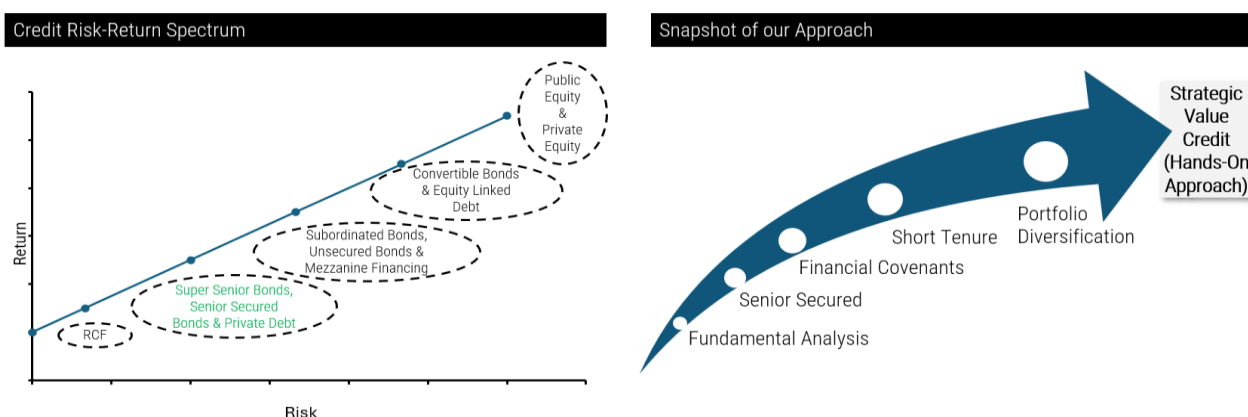 Credit Risk-Return Spectrum
Return
Public
Equity
&
Private
Equity
Convertible Bonds
& Equity Linked
Debt
Subordinated Bonds,
Unsecured Bonds &
Mezzanine Financing
Super Senior Bonds,
Senior Secured
Bonds & Private Debt
RCF
Risk
Snapshot of our Approach
Strategic
Value
Credit
(Hands-On
Approach)
Portfolio
Diversification
Short Tenure
Financial Covenants
Senior Secured
Fundamental Analysis